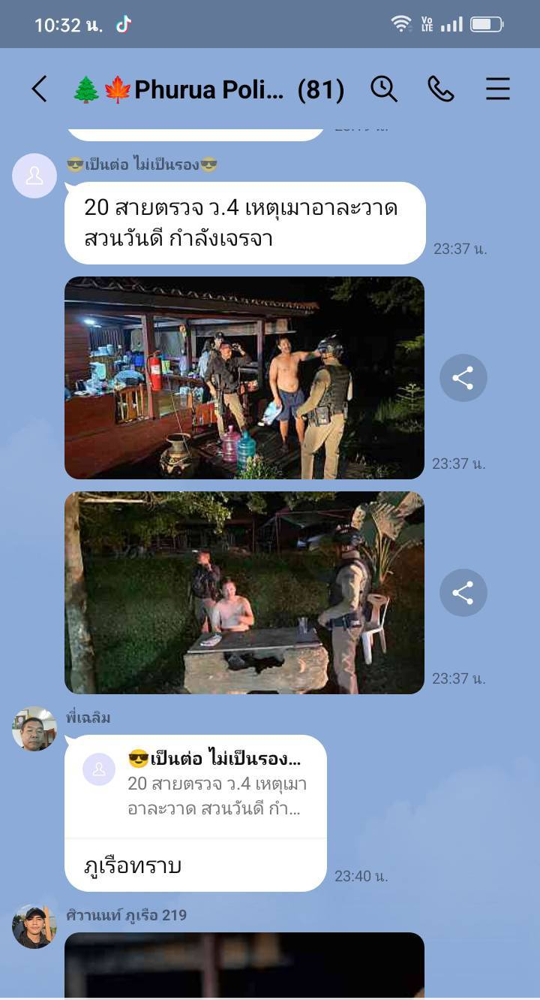 10:32 น.
Vo LTE
🌲🍁Phurua Poli... (81)
😎เป็นต่อ ไม่เป็นรอง😎
20 สายตรวจ ว.4 เหตุเมาอาละวาด
สวนวันดี กำลังเจรจา
23:37 น.
23:37 น.
23:37 น.
พี่เฉลิม
😎เป็นต่อ ไม่เป็นรอง...
20 สายตรวจ ว.4 เหตุเมา
อาละวาด สวนวันดี กำ...
ภูเรือทราบ
23:40 น.
ศิวานนท์ ภูเรือ 219